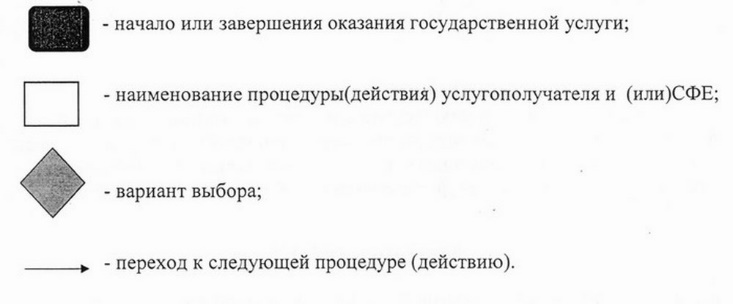 - начало или завершения оказания государственной услуги;
- наименование процедуры(действия) услугополучателя и (или)СФЕ;
- вариант выбора;
- переход к следующей процедуре (действию).